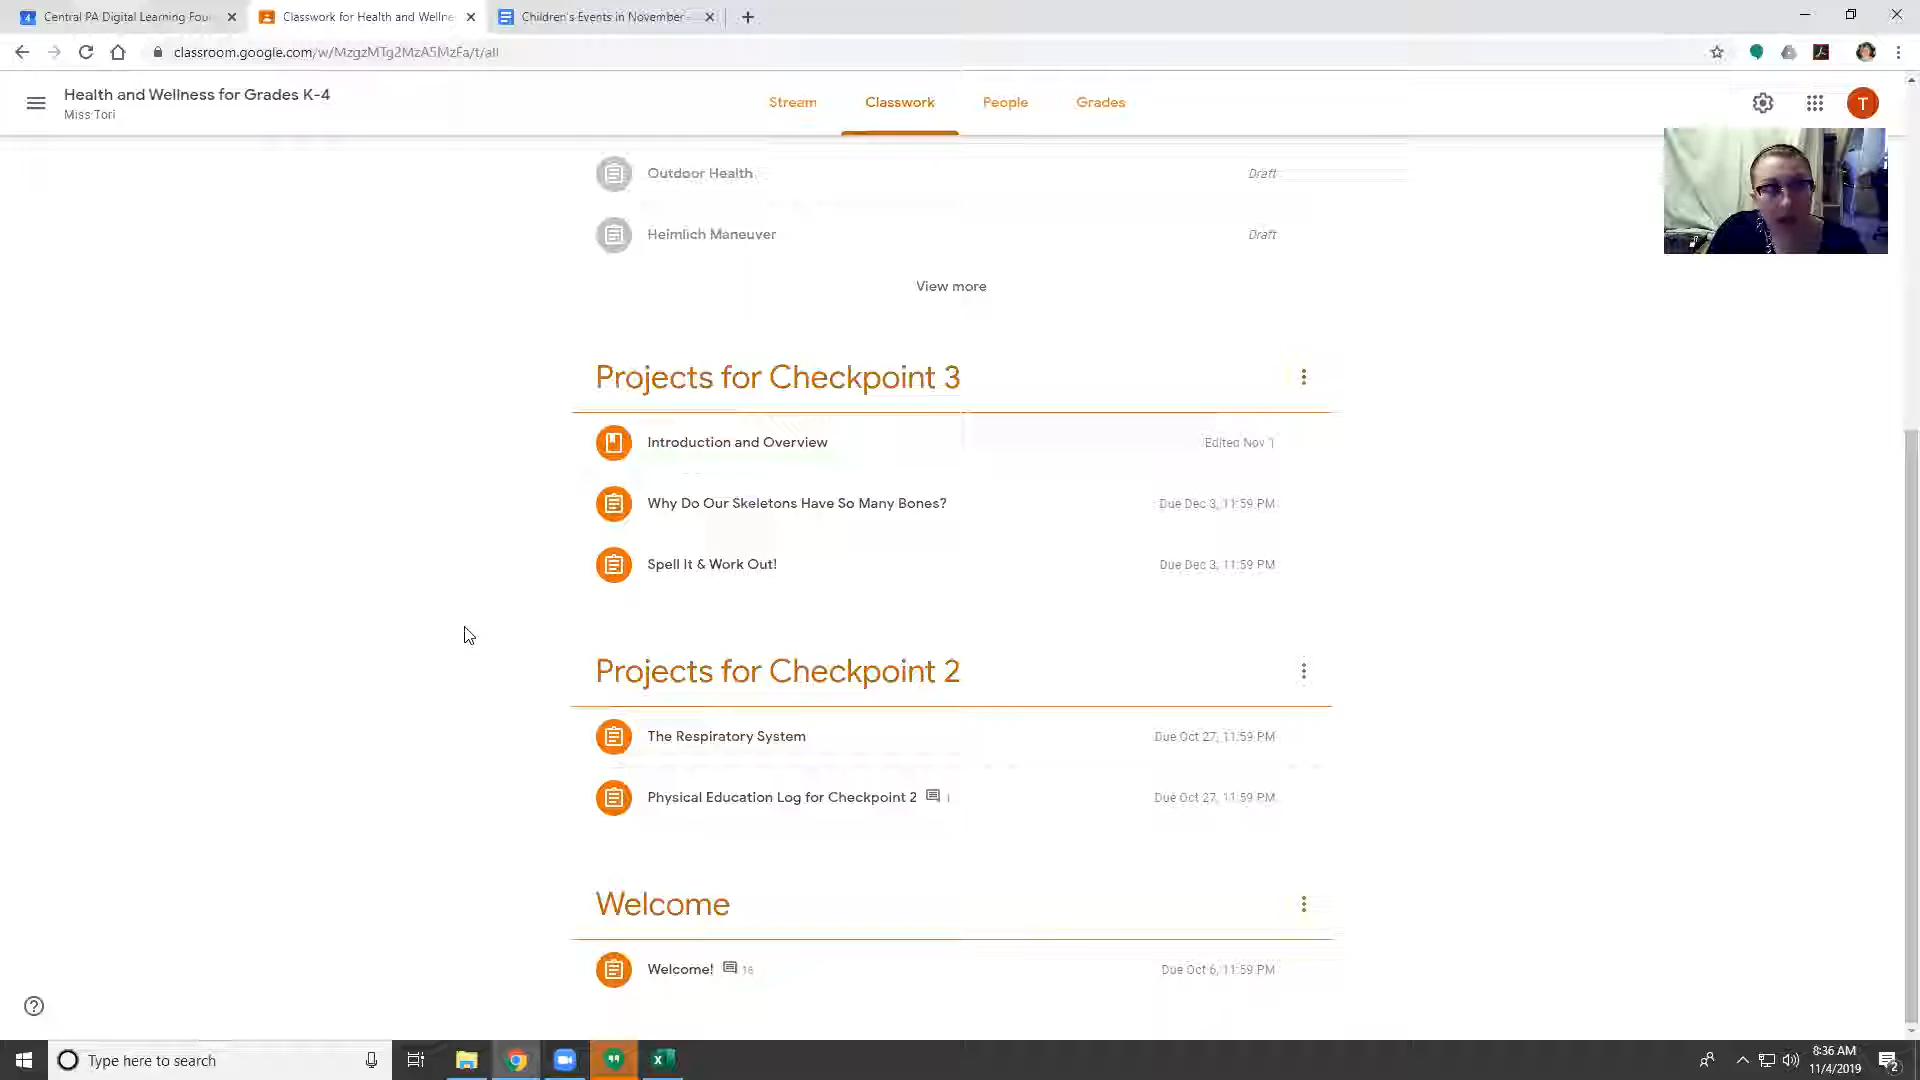 Central PA Digital Learning Fou
Classwork for Health and Wellne
Children's Events in November -
classroom.google.com/w/MzgzMTg2MzA5MzFa/t/all
Health and Wellness for Grades K-4
Miss Tori
Stream
Classwork
People
Grades
T
Outdoor Health
Draft
Heimlich Maneuver
Draft
View more
Projects for Checkpoint 3
Introduction and Overview
Edited Nov 1
Why Do Our Skeletons Have So Many Bones?
Due Dec 3, 11:59 PM
Spell It & Work Out!
Due Dec 3, 11:59 PM
Projects for Checkpoint 2
The Respiratory System
Due Oct 27, 11:59 PM
Physical Education Log for Checkpoint 2
1
Due Oct 27, 11:59 PM
Welcome
Welcome!
16
Due Oct 6, 11:59 PM
Type here to search
8:36 AM
11/4/2019
2